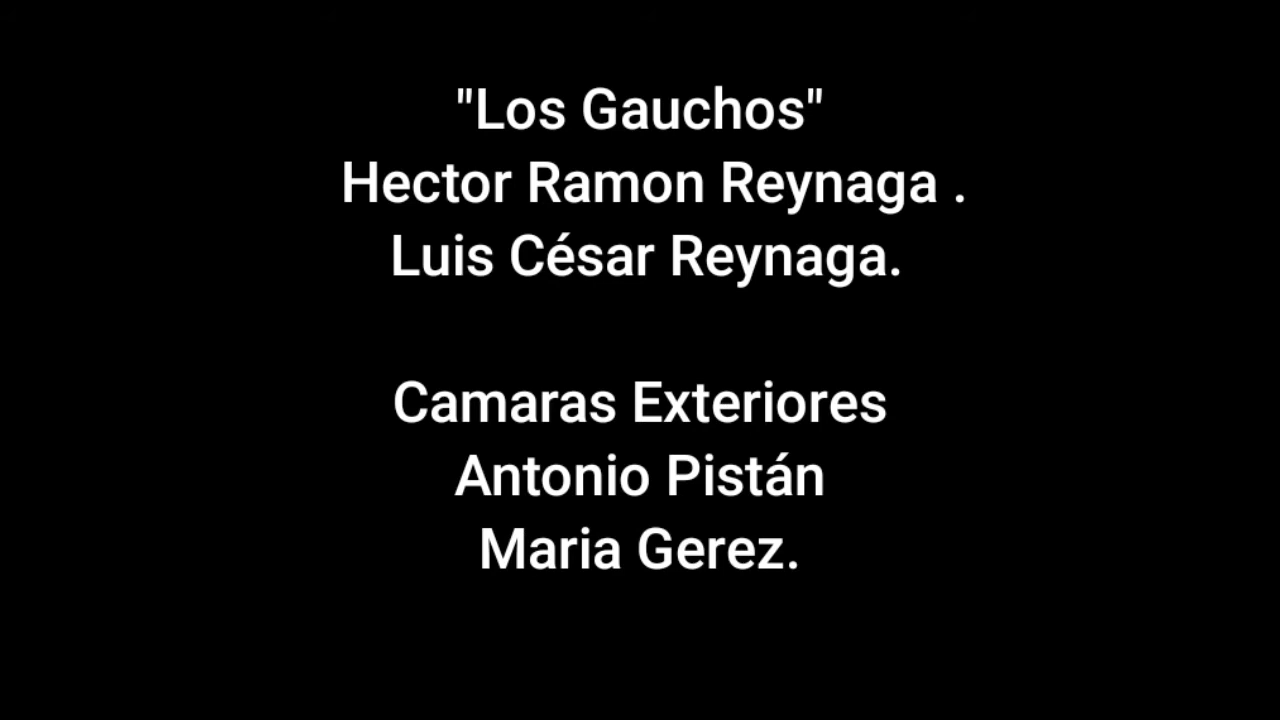 "Los Gauchos"
Hector Ramon Reynaga .
Luis César Reynaga.
Camaras Exteriores
Antonio Pistán
Maria Gerez.